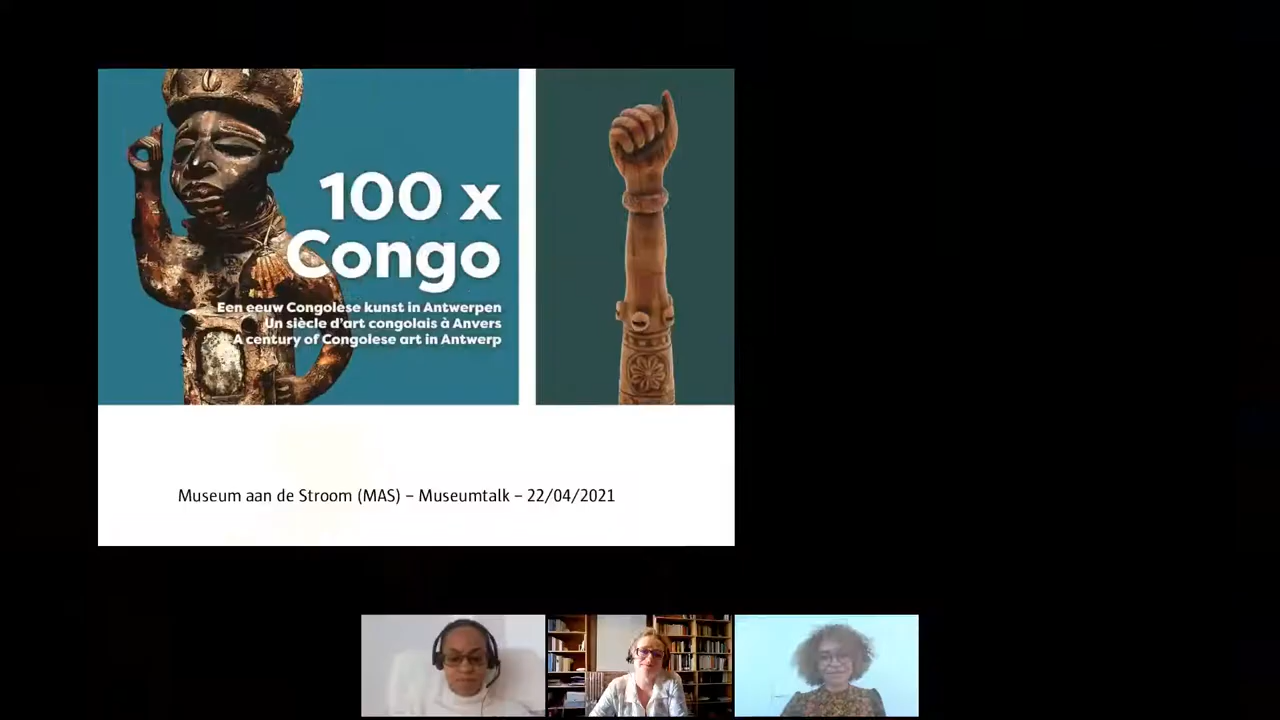 100 x
Congo
Een eeuw Congolese kunst in Antwerpen
Un siècle d'art congolais à Anvers
A century of Congolese art in Antwerp
Museum aan de Stroom (MAS) – Museumtalk – 22/04/2021